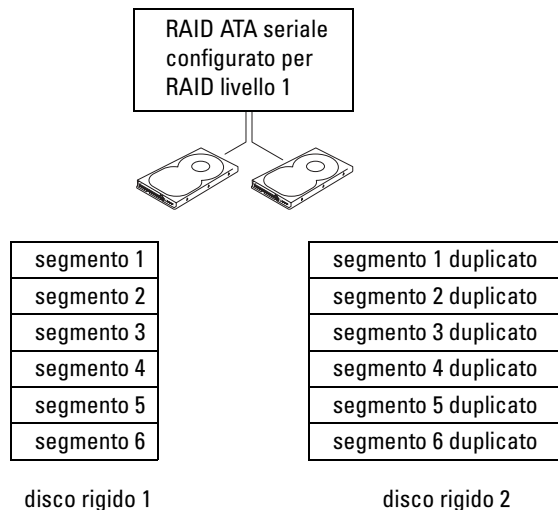 RAID ATA seriale
configurato per
RAID livello 1
segmento 1
segmento 2
segmento 3
segmento 4
segmento 5
segmento 6
disco rigido 1
segmento 1 duplicato
segmento 2 duplicato
segmento 3 duplicato
segmento 4 duplicato
segmento 5 duplicato
segmento 6 duplicato
disco rigido 2